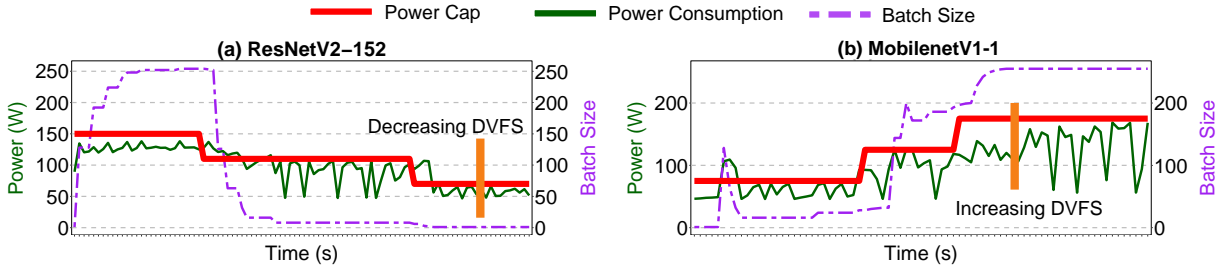 Power Cap Power Consumption Batch Size
(a) ResNetV2−152
250
200
150
100
50
0
Power (W)
250
200
150
100
50
0
Batch Size
Decreasing DVFS
Time (s)
(b) MobilenetV1-1
200
100
0
Power (W)
200
100
0
Batch Size
Increasing DVFS
Time (s)